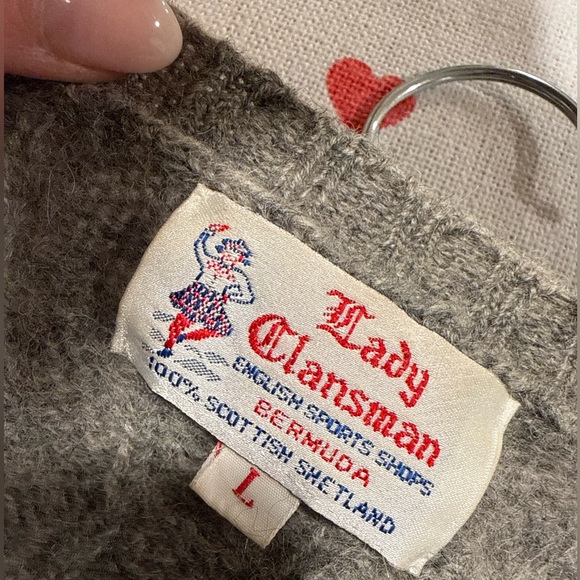 Lady
Clansman
ENGLISH SPORTS SHOPS
BERMUDA
100% SCOTTISH SHETLAND
L